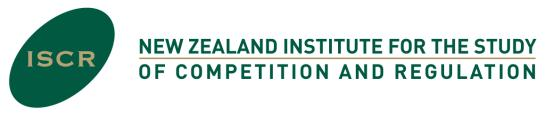 ISCR
NEW ZEALAND INSTITUTE FOR THE STUDY
OF COMPETITION AND REGULATION